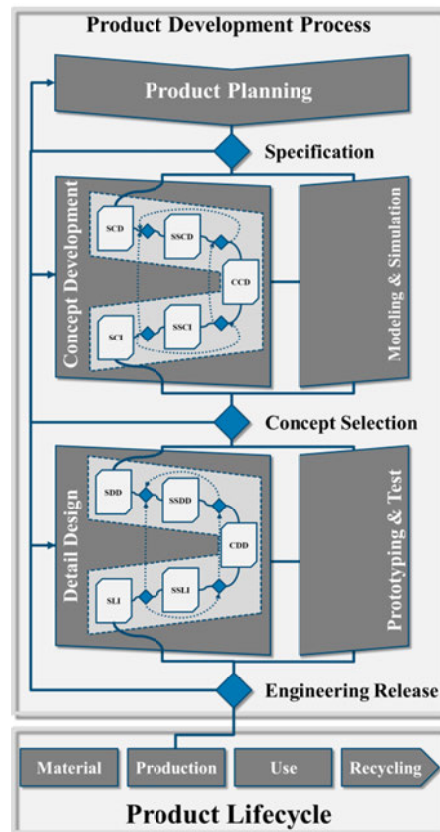 Product Development Process
Product Planning
Specification
Concept Development
SCD
SSCD
CCD
SCI
SSCI
Modeling & Simulation
Concept Selection
Detail Design
SDD
SSDD
CDD
SLI
SSLI
Prototyping & Test
Engineering Release
Material
Production
Use
Recycling
Product Lifecycle